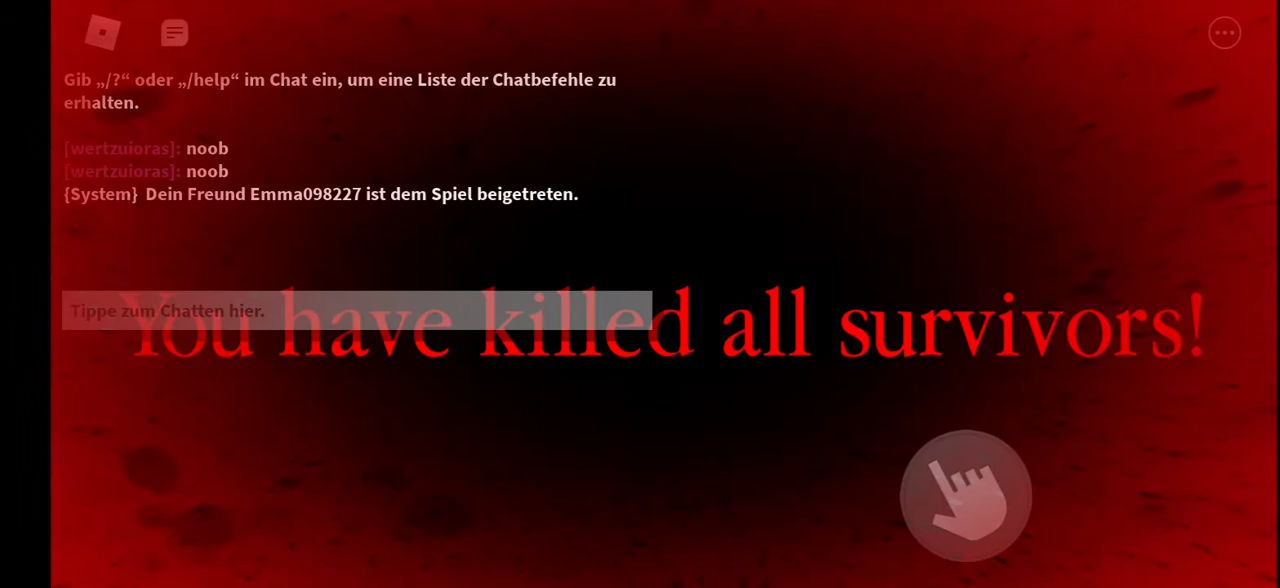 Gib „/?“ oder „/help“ im Chat ein, um eine Liste der Chatbefehle zu
erhalten.
[wertzuioras]: noob
[wertzuioras]: noob
{System} Dein Freund Emma098227 ist dem Spiel beigetreten.
Tippe zum Chatten hier.
You have killed all survivors!